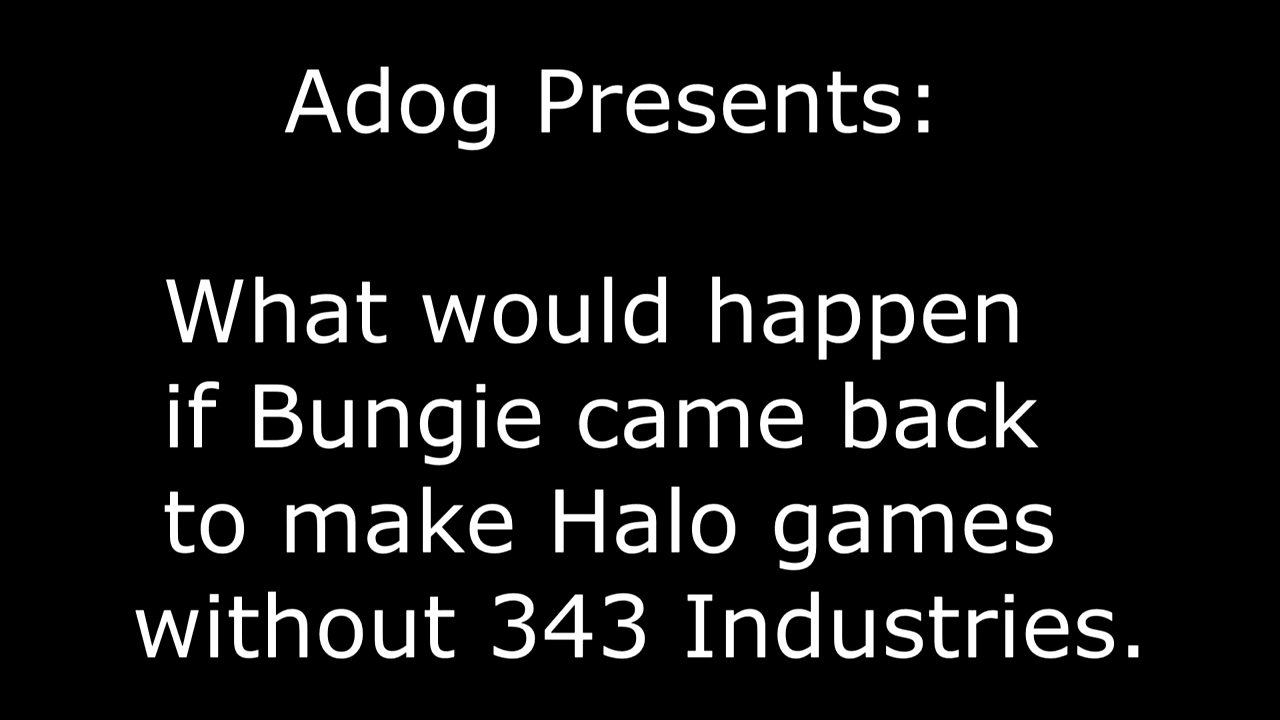 Adog Presents:
What would happen
if Bungie came back
to make Halo games
without 343 Industries.